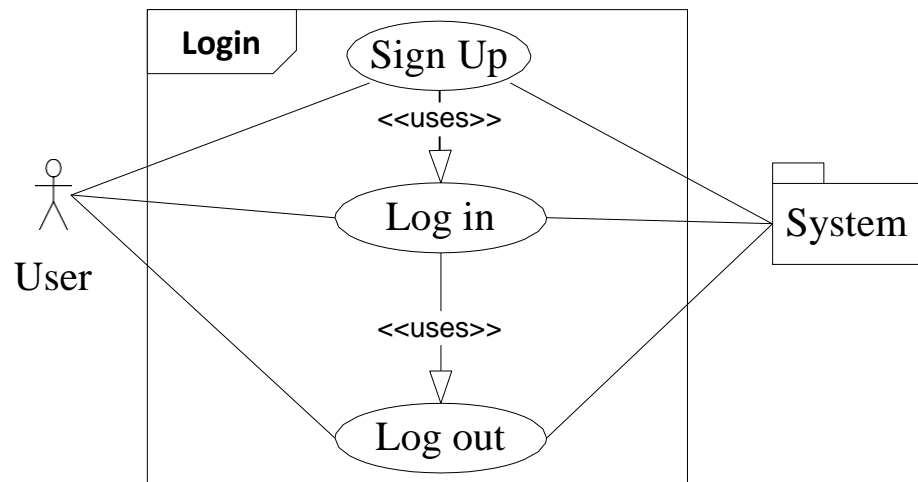 Login
Sign Up
<<uses>>
Log in
System
User
<<uses>>
Log out